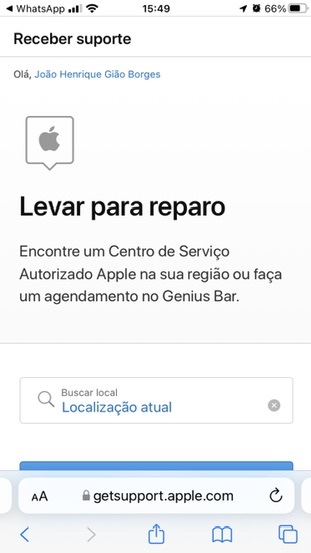 WhatsApp 15:49 66%
Receber suporte
Olá, João Henrique Gião Borges
Levar para reparo
Encontre um Centro de Serviço
Autorizado Apple na sua região ou faça
um agendamento no Genius Bar.
Buscar local
Localização atual
AA getsupport.apple.com